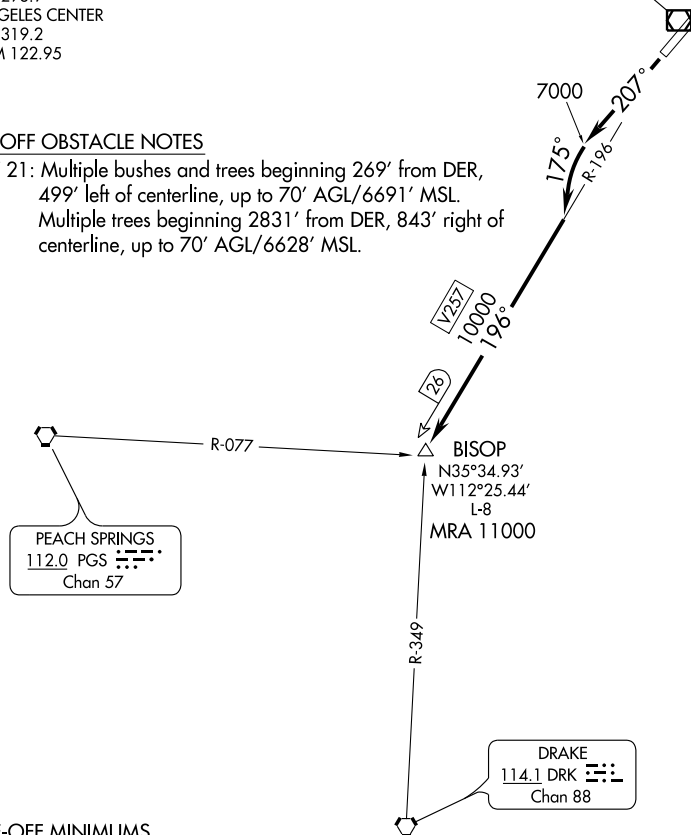 GELES CENTER
319.2
122.95
7000
207°
175°
R-196
OFF OBSTACLE NOTES
21: Multiple bushes and trees beginning 269' from DER,
499' left of centerline, up to 70' AGL/6691' MSL.
Multiple trees beginning 2831' from DER, 843' right of
centerline, up to 70' AGL/6628' MSL.
V257
10000
196°
26
R-077
BISOP
N35°34.93'
W112°25.44'
L-8
MRA 11000
PEACH SPRINGS
112.0 PGS
Chan 57
R-349
DRAKE
114.1 DRK
Chan 88
E-OFF MINIMUMS